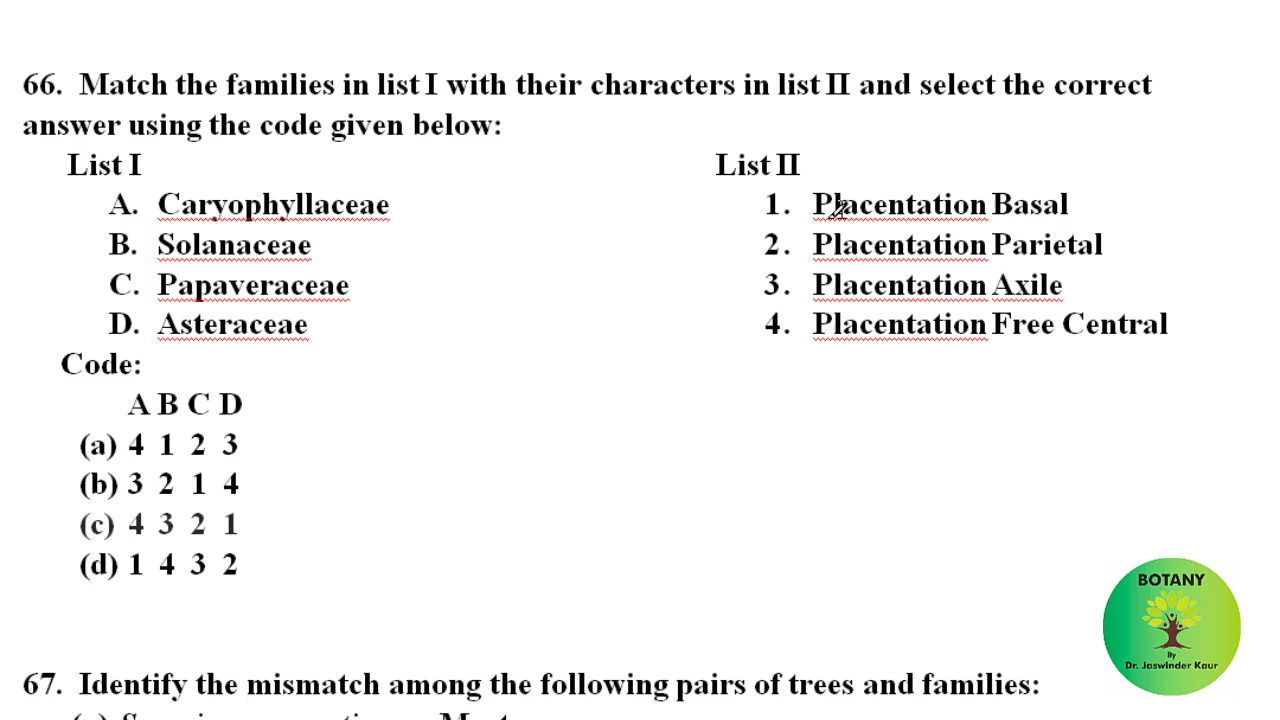 66. Match the families in list I with their characters in list II and select the correct
answer using the code given below:
List I List II
A. Caryophyllaceae 1. Placentation Basal
B. Solanaceae 2. Placentation Parietal
C. Papaveraceae 3. Placentation Axile
D. Asteraceae 4. Placentation Free Central
Code:
A B C D
(a) 4 1 2 3
(b) 3 2 1 4
(c) 4 3 2 1
(d) 1 4 3 2
BOTANY
By
Dr. Jaswinder Kaur
67. Identify the mismatch among the following pairs of trees and families: